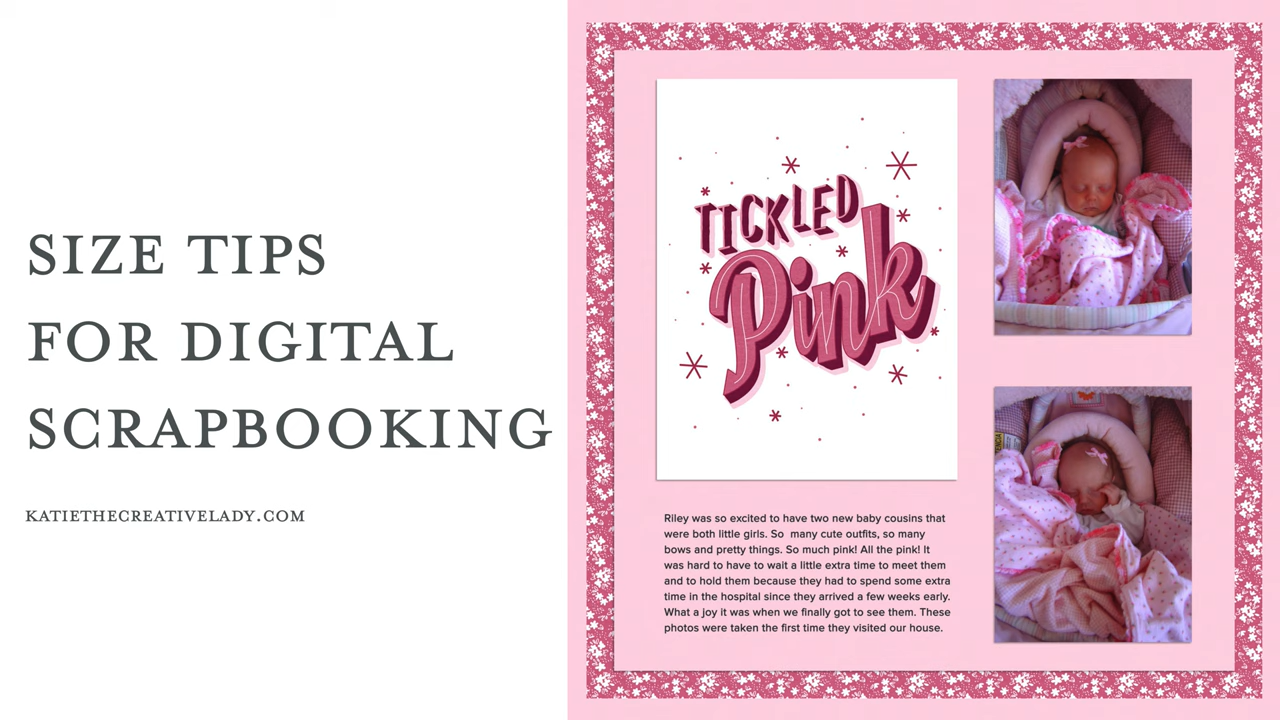 SIZE TIPS
FOR DIGITAL
SCRAPBOOKING
KATIETHECREATIVELADY.COM
TICKLED
Pink
Riley was so excited to have two new baby cousins that
were both little girls. So  many cute outfits, so many
bows and pretty things. So much pink! All the pink! It
was hard to have to wait a little extra time to meet them
and to hold them because they had to spend some extra
time in the hospital since they arrived a few weeks early.
What a joy it was when we finally got to see them. These
photos were taken the first time they visited our house.